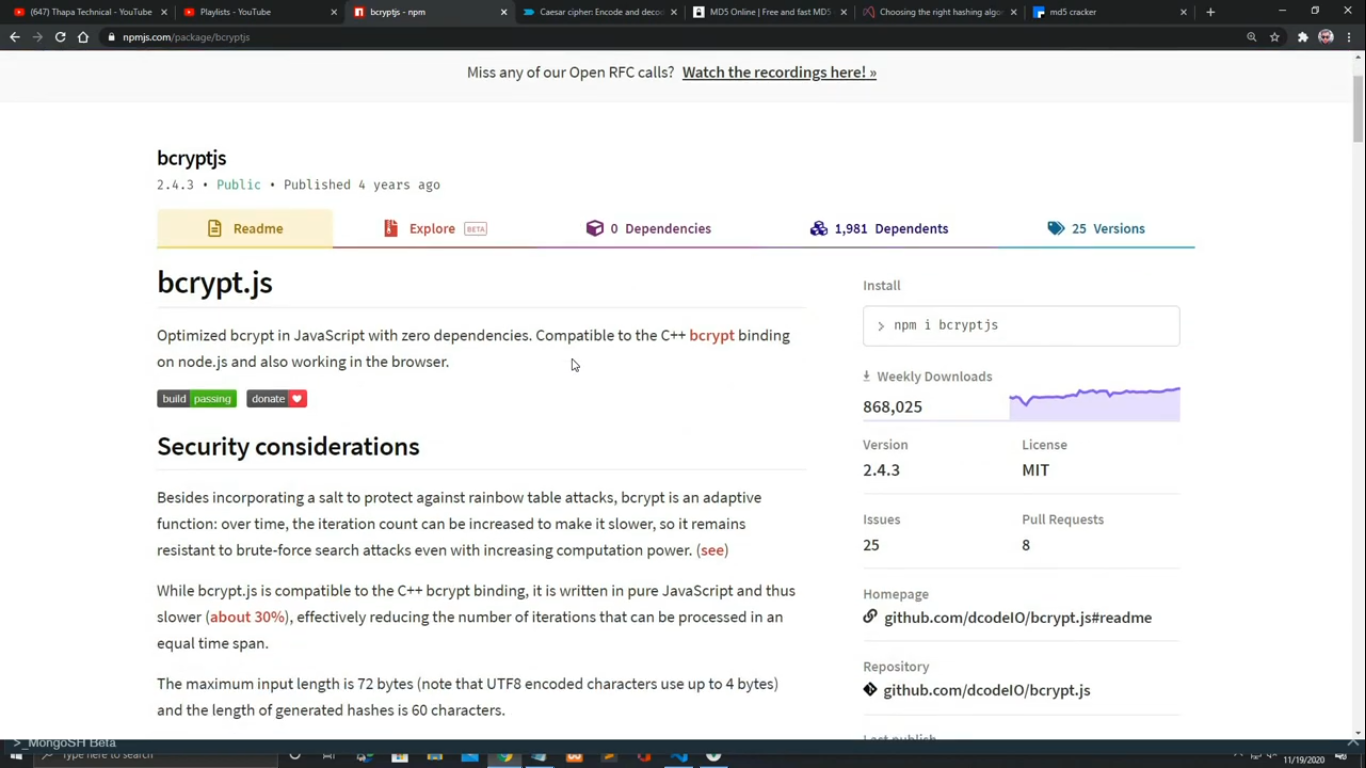 (647) Thapa Technical - YouTube
Playlists - YouTube
bcryptjs - npm
Caesar cipher: Encode and deco
MD5 Online | Free and fast MD5
Choosing the right hashing algo
md5 cracker
npmjs.com/package/bcryptjs
Miss any of our Open RFC calls? Watch the recordings here! »
bcryptjs
2.4.3 • Public • Published 4 years ago
Readme
Explore BETA
0 Dependencies
1,981 Dependents
25 Versions
bcrypt.js
Optimized bcrypt in JavaScript with zero dependencies. Compatible to the C++ bcrypt binding
on node.js and also working in the browser.
build passing donate
Security considerations
Besides incorporating a salt to protect against rainbow table attacks, bcrypt is an adaptive
function: over time, the iteration count can be increased to make it slower, so it remains
resistant to brute-force search attacks even with increasing computation power. (see)
While bcrypt.js is compatible to the C++ bcrypt binding, it is written in pure JavaScript and thus
slower (about 30%), effectively reducing the number of iterations that can be processed in an
equal time span.
The maximum input length is 72 bytes (note that UTF8 encoded characters use up to 4 bytes)
and the length of generated hashes is 60 characters.
Install
> npm i bcryptjs
Weekly Downloads
868,025
Version License
2.4.3 MIT
Issues Pull Requests
25 8
Homepage
github.com/dcodeIO/bcrypt.js#readme
Repository
github.com/dcodeIO/bcrypt.js
Last publish
>_MongoSH Beta
Type here to search
11/19/2020